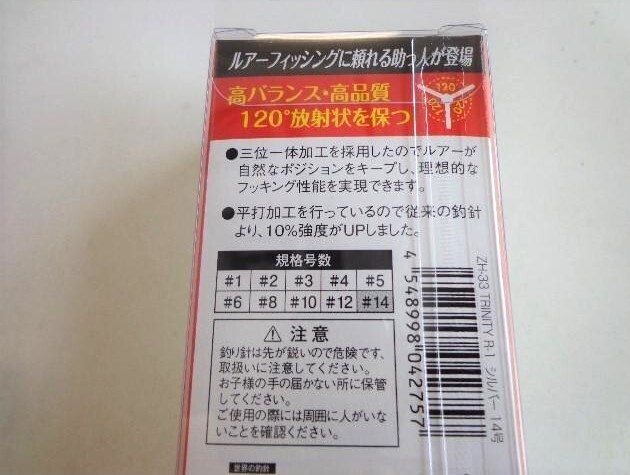 ルアーフィッシングに頼れる助っ人が登場
高バランス・高品質
120°放射状を保つ
120°
120°
120°
●三位一体加工を採用したのでルアーが
自然なポジションをキープし、理想的な
フッキング性能を実現できます。
●平打加工を行っているので従来の釣針
より、10%強度がUPしました。
規格号数
#1 #2 #3 #4 #5
#6 #8 #10 #12 #14
⚠ 注意
釣り針は先が鋭いので危険です、
取扱いに注意してください。
お子様の手の届かない所に保管
してください。
ご使用の際には周囲に人がいな
いことを確認ください。
4 548998 042757
ZH-33 TRINITY R-1 シルバー 14号
世界の釣針